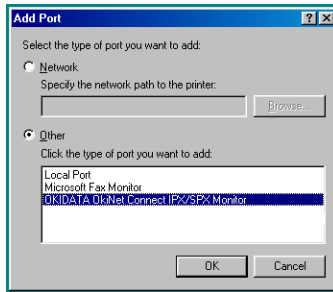 Add Port
Select the type of port you want to add:
Network
Specify the network path to the printer:
Browse...
Other
Click the type of port you want to add:
Local Port
Microsoft Fax Monitor
OKIDATA OkiNet Connect IPX/SPX Monitor
OK Cancel